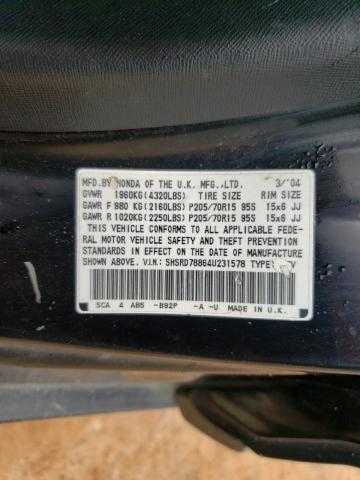 MFD.BY HONDA OF THE U.K. MFG.,LTD. 3/'04
GVWR 1960KG(4320LBS) TIRE SIZE RIM SIZE
GAWR F 980 KG(2160LBS) P205/70R15 95S 15x6 JJ
GAWR R 1020KG(2250LBS) P205/70R15 95S 15x6 JJ
THIS VEHICLE CONFORMS TO ALL APPLICABLE FEDE-
RAL MOTOR VEHICLE SAFETY AND THEFT PREVENTION
STANDARDS IN EFFECT ON THE DATE OF MANUFACTURE
SHOWN ABOVE. V.I.N.: SHSRD78864U231578 TYPE:
SCA 4 AB5 -B92P -A -U MADE IN U.K.